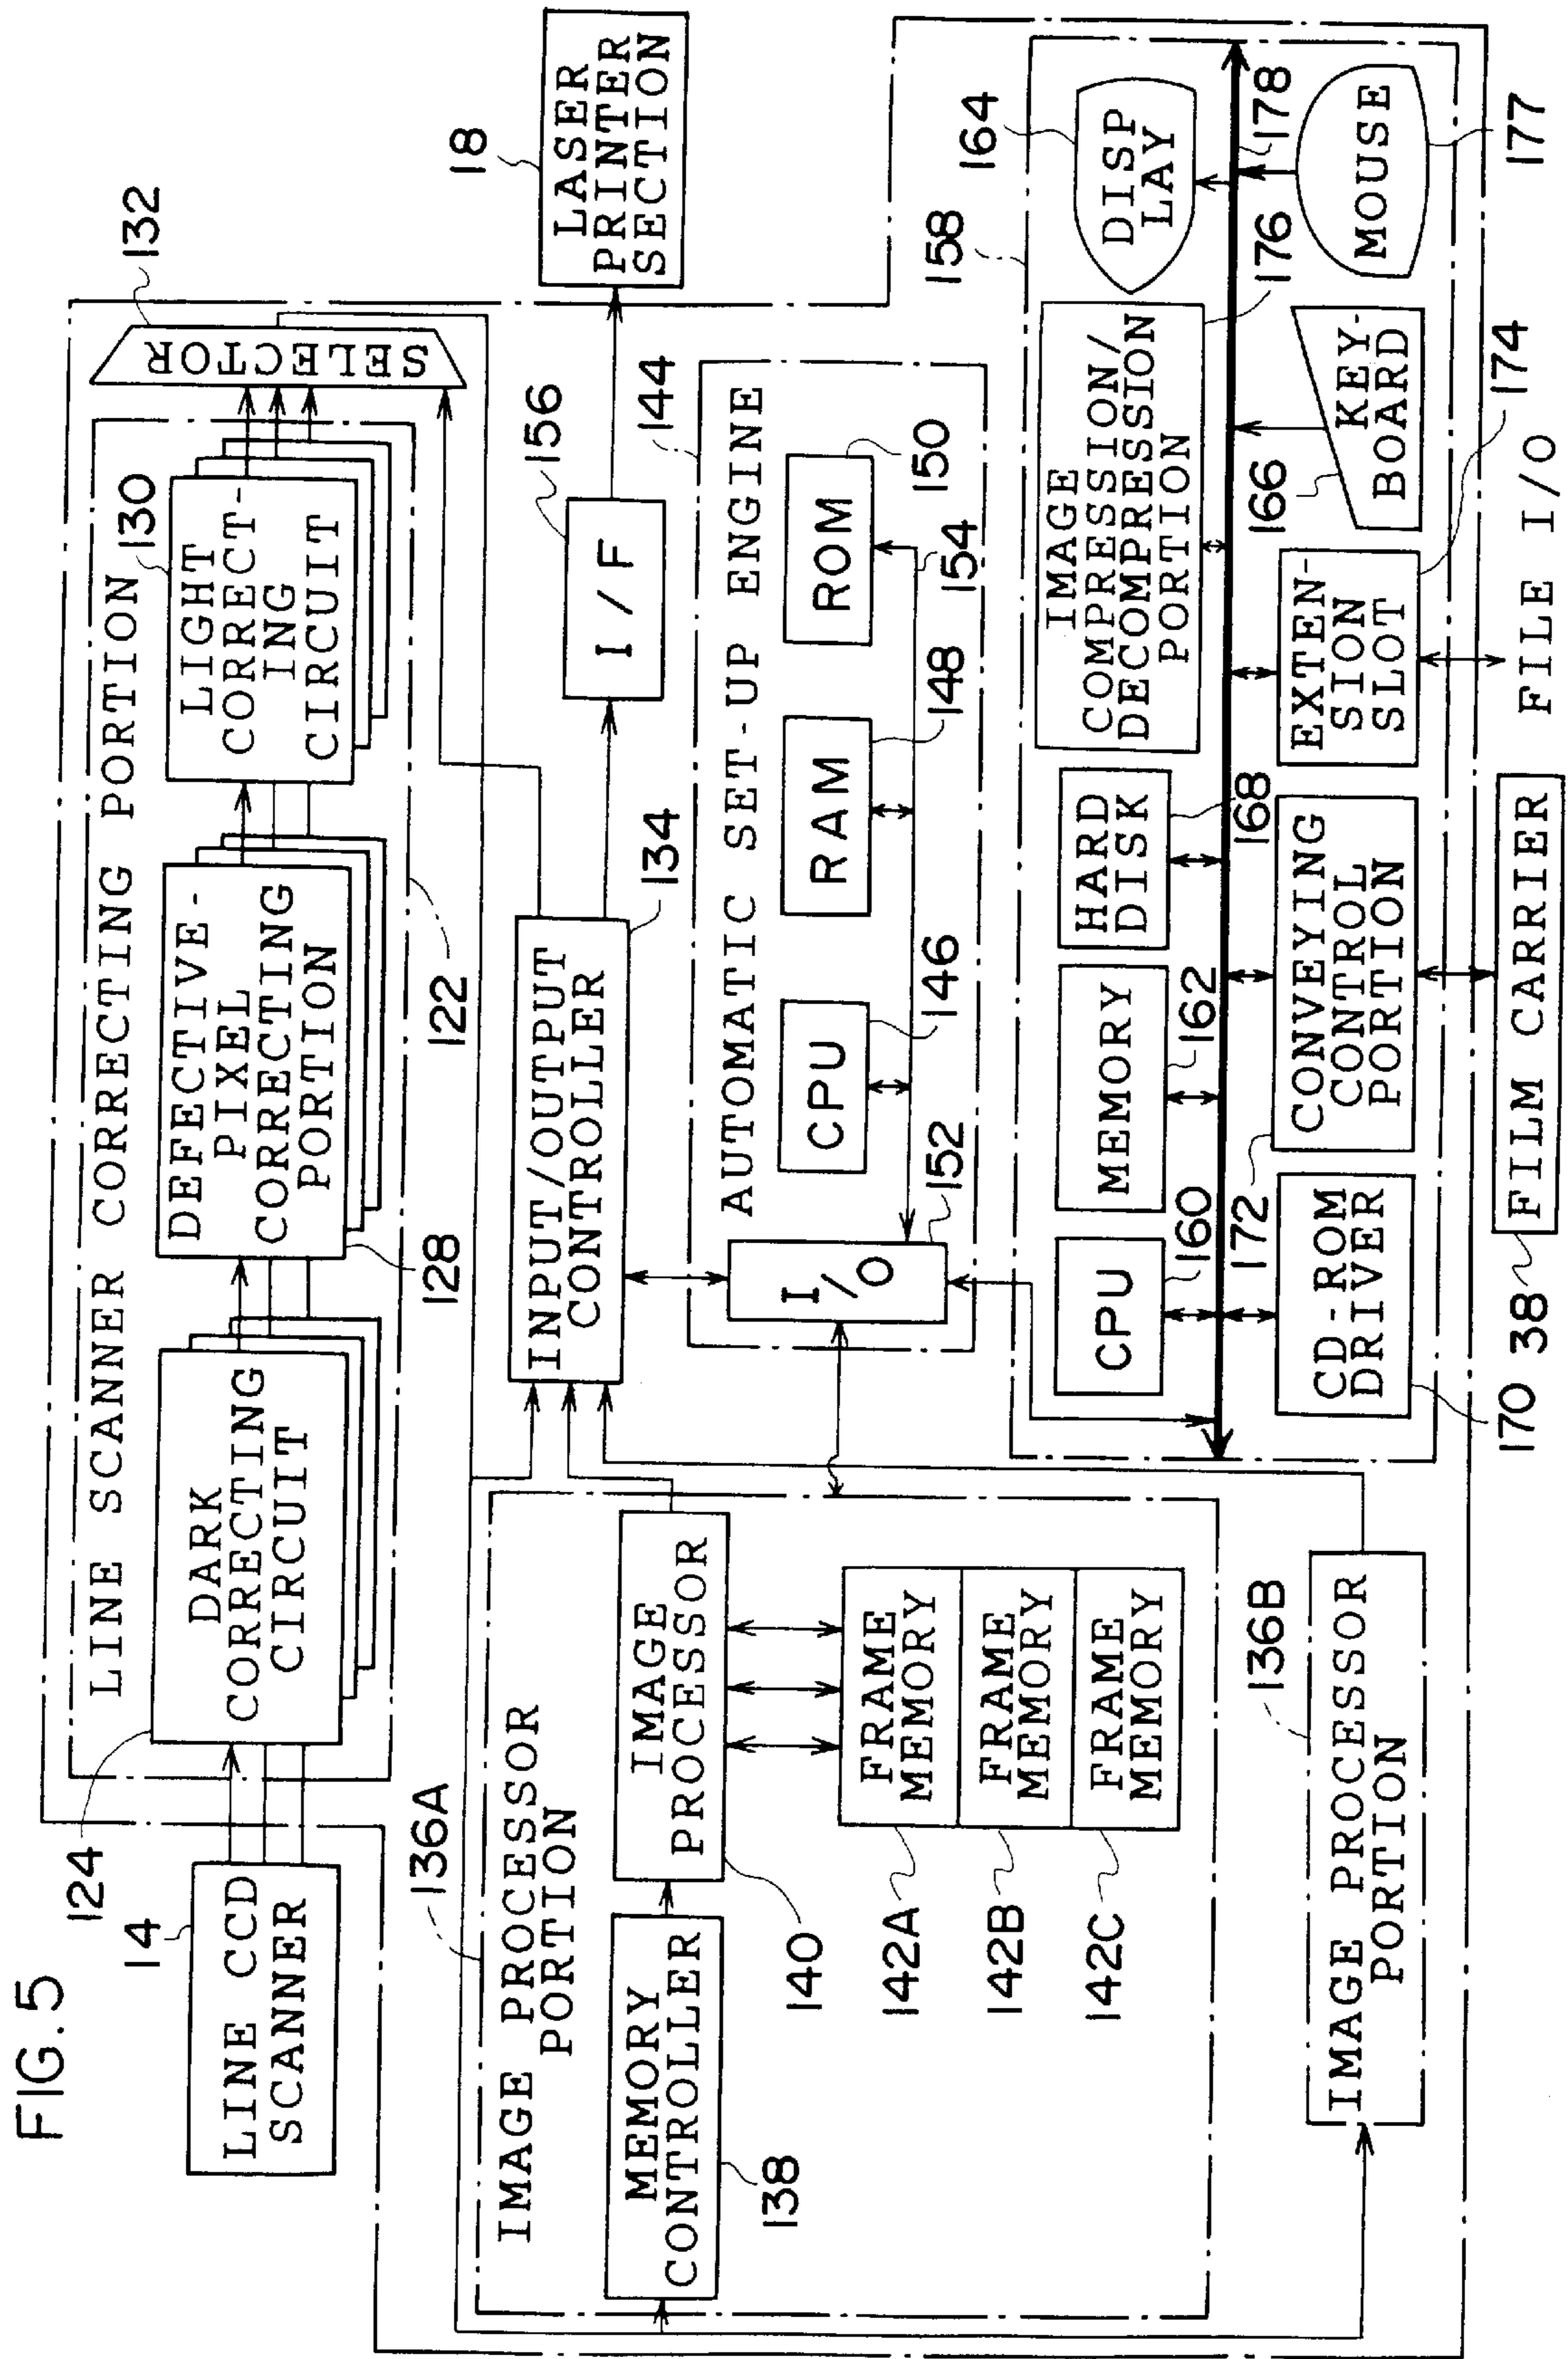 FIG. 5
14
LINE CCD
SCANNER
124
LINE SCANNER CORRECTING PORTION
DARK
CORRECTING
CIRCUIT
DEFECTIVE-
PIXEL
CORRECTING
PORTION
128
122
130
LIGHT
CORRECT-
ING
CIRCUIT
132
SELECTOR
18
LASER
PRINTER
SECTION
136A
IMAGE PROCESSOR
PORTION
MEMORY
CONTROLLER
138
IMAGE
PROCESSOR
140
FRAME
MEMORY
FRAME
MEMORY
FRAME
MEMORY
142A
142B
142C
136B
IMAGE PROCESSOR
PORTION
INPUT/OUTPUT
CONTROLLER
134
156
I/F
144
AUTOMATIC SET-UP ENGINE
I/O
152
CPU
146
RAM
148
ROM
150
154
158
CPU
160
MEMORY
162
HARD
DISK
168
IMAGE
COMPRESSION/
DECOMPRESSION
PORTION
176
164
DISP
LAY
178
172
CD-ROM
DRIVER
170
CONVEYING
CONTROL
PORTION
EXTEN-
SION
SLOT
174
166
KEY-
BOARD
MOUSE
177
38
FILM CARRIER
FILE I/O